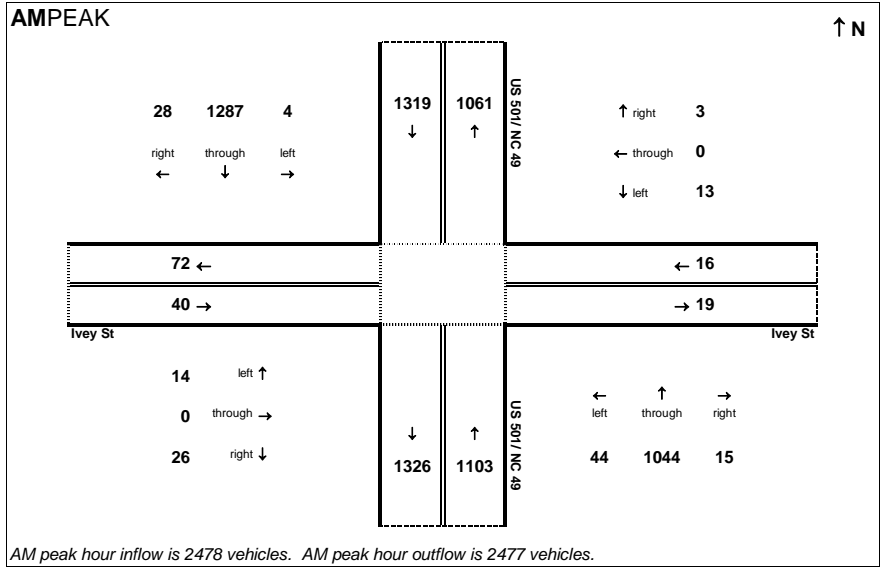 AMPEAK
↑ N
28 1287 4
right through left
← ↓ →
1319 1061
↓ ↑
US 501/ NC 49
↑ right 3
← through 0
↓ left 13
72 ←
40 →
← 16
→ 19
Ivey St
Ivey St
14 left ↑
0 through →
26 right ↓
↓ ↑
1326 1103
US 501/ NC 49
← ↑ →
left through right
44 1044 15
AM peak hour inflow is 2478 vehicles. AM peak hour outflow is 2477 vehicles.